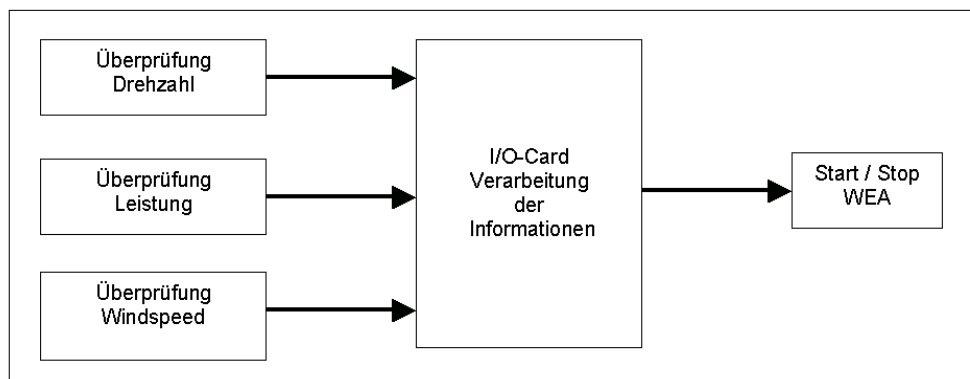 Überprüfung
Drehzahl
Überprüfung
Leistung
Überprüfung
Windspeed
I/O-Card
Verarbeitung
der
Informationen
Start / Stop
WEA